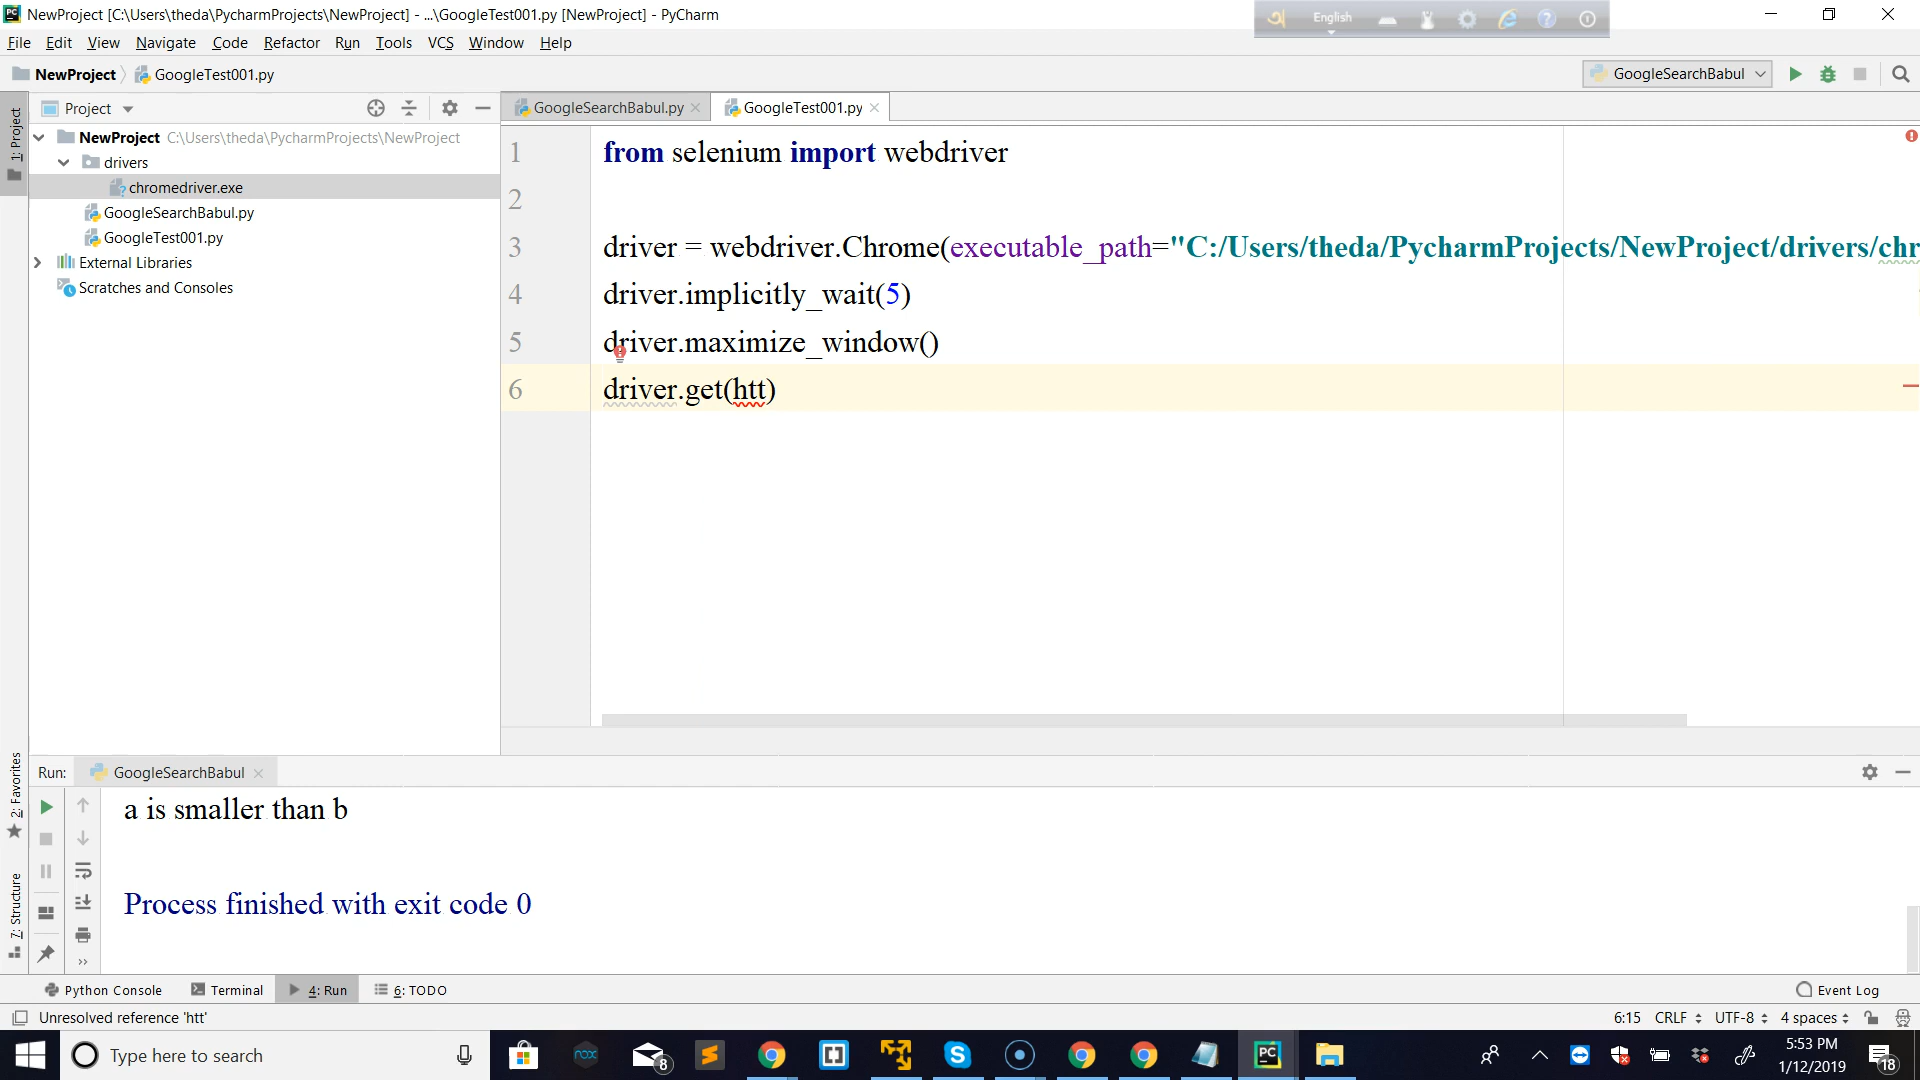 NewProject [C:\Users\theda\PycharmProjects\NewProject] - ...\GoogleTest001.py [NewProject] - PyCharm
English
File Edit View Navigate Code Refactor Run Tools VCS Window Help
NewProject GoogleTest001.py
GoogleSearchBabul
1: Project
Project
GoogleSearchBabul.py
GoogleTest001.py
NewProject C:\Users\theda\PycharmProjects\NewProject
drivers
chromedriver.exe
GoogleSearchBabul.py
GoogleTest001.py
External Libraries
Scratches and Consoles
1 from selenium import webdriver
2
3 driver = webdriver.Chrome(executable_path="C:/Users/theda/PycharmProjects/NewProject/drivers/chr
4 driver.implicitly_wait(5)
5 driver.maximize_window()
6 driver.get(htt)
2: Favorites
7: Structure
Run: GoogleSearchBabul
a is smaller than b
Process finished with exit code 0
Python Console Terminal 4: Run 6: TODO Event Log
Unresolved reference 'htt' 6:15 CRLF UTF-8 4 spaces
Type here to search
nox
8
PC
5:53 PM
1/12/2019
18